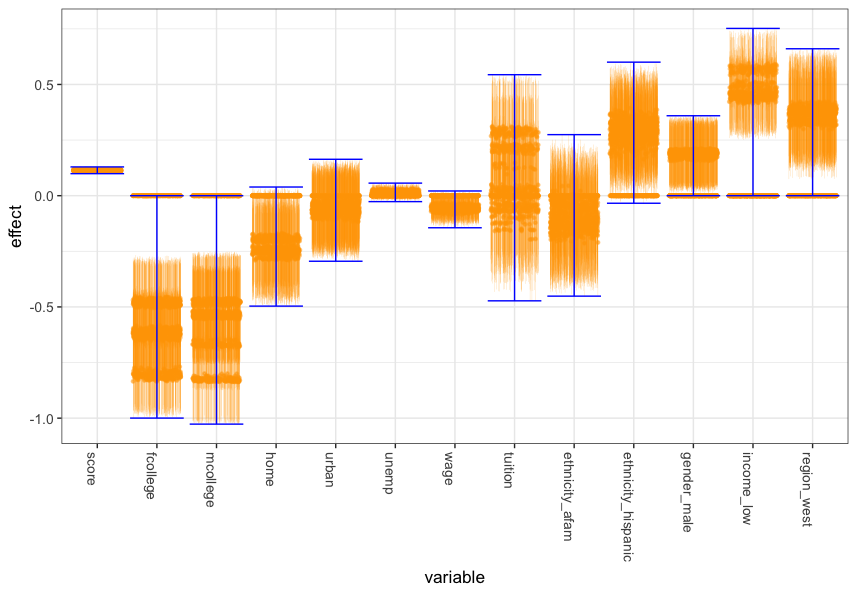 effect
0.5
0.0
-0.5
-1.0
score
fcollege
mcollege
home
urban
unemp
wage
tuition
ethnicity_afam
ethnicity_hispanic
gender_male
income_low
region_west
variable